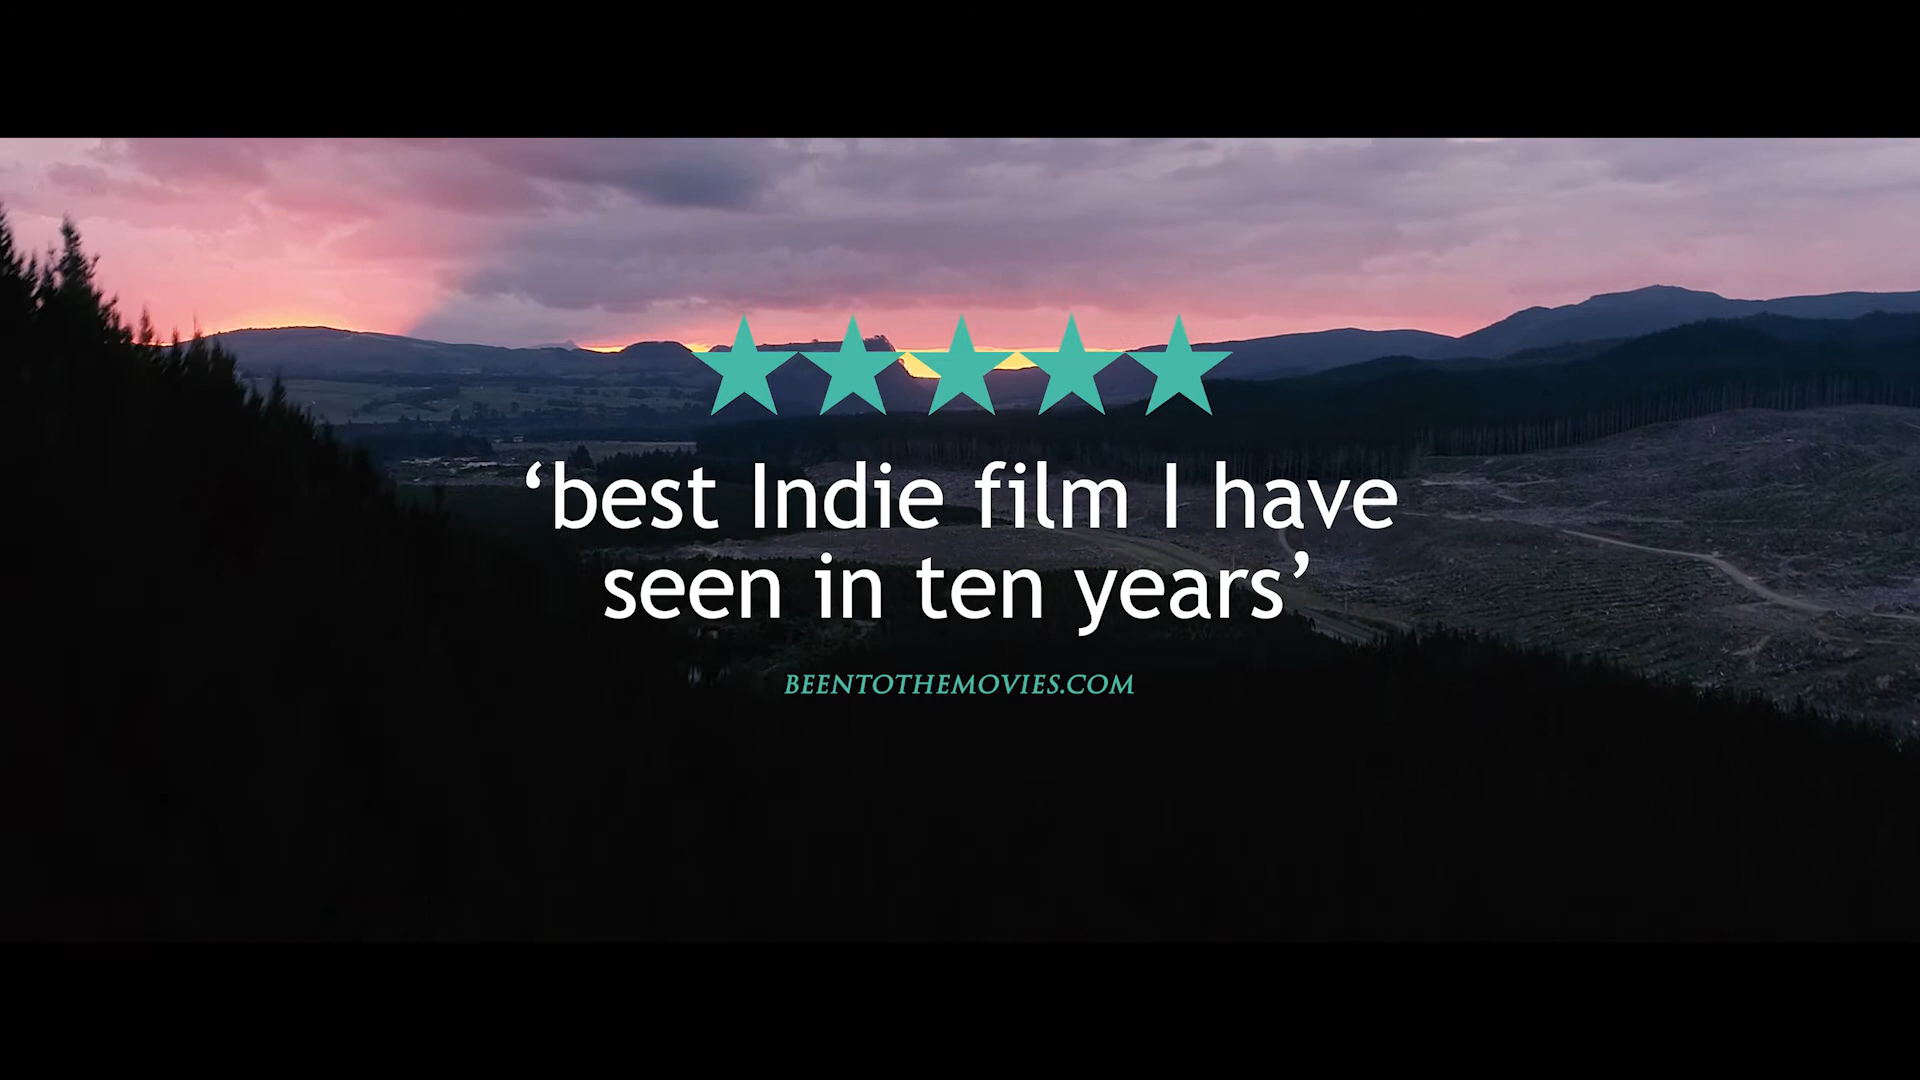 ‘best Indie film I have
seen in ten years’
BEENTOTHEMOVIES.COM